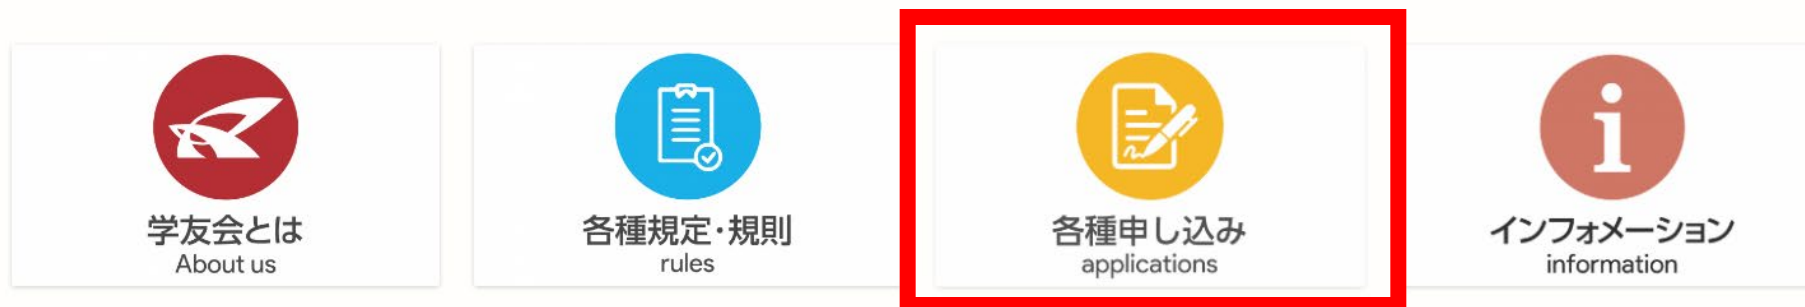 学友会とは
About us
各種規定・規則
rules
各種申し込み
applications
インフォメーション
information